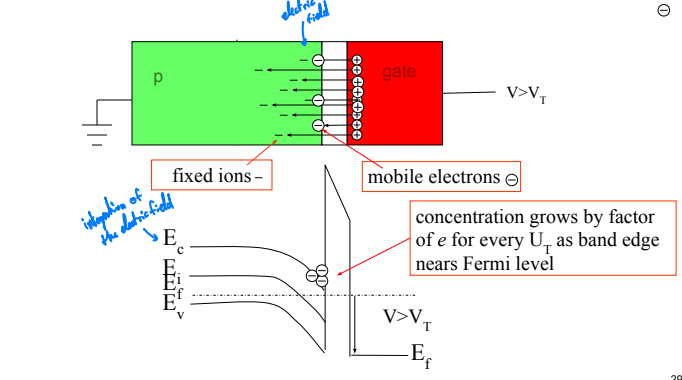 electric
field
p
gate
V>V_T
fixed ions –
mobile electrons ⊖
integration of
the electric field
concentration grows by factor
of e for every U_T as band edge
nears Fermi level
E_c
E_i
E_f
E_v
V>V_T
E_f
29